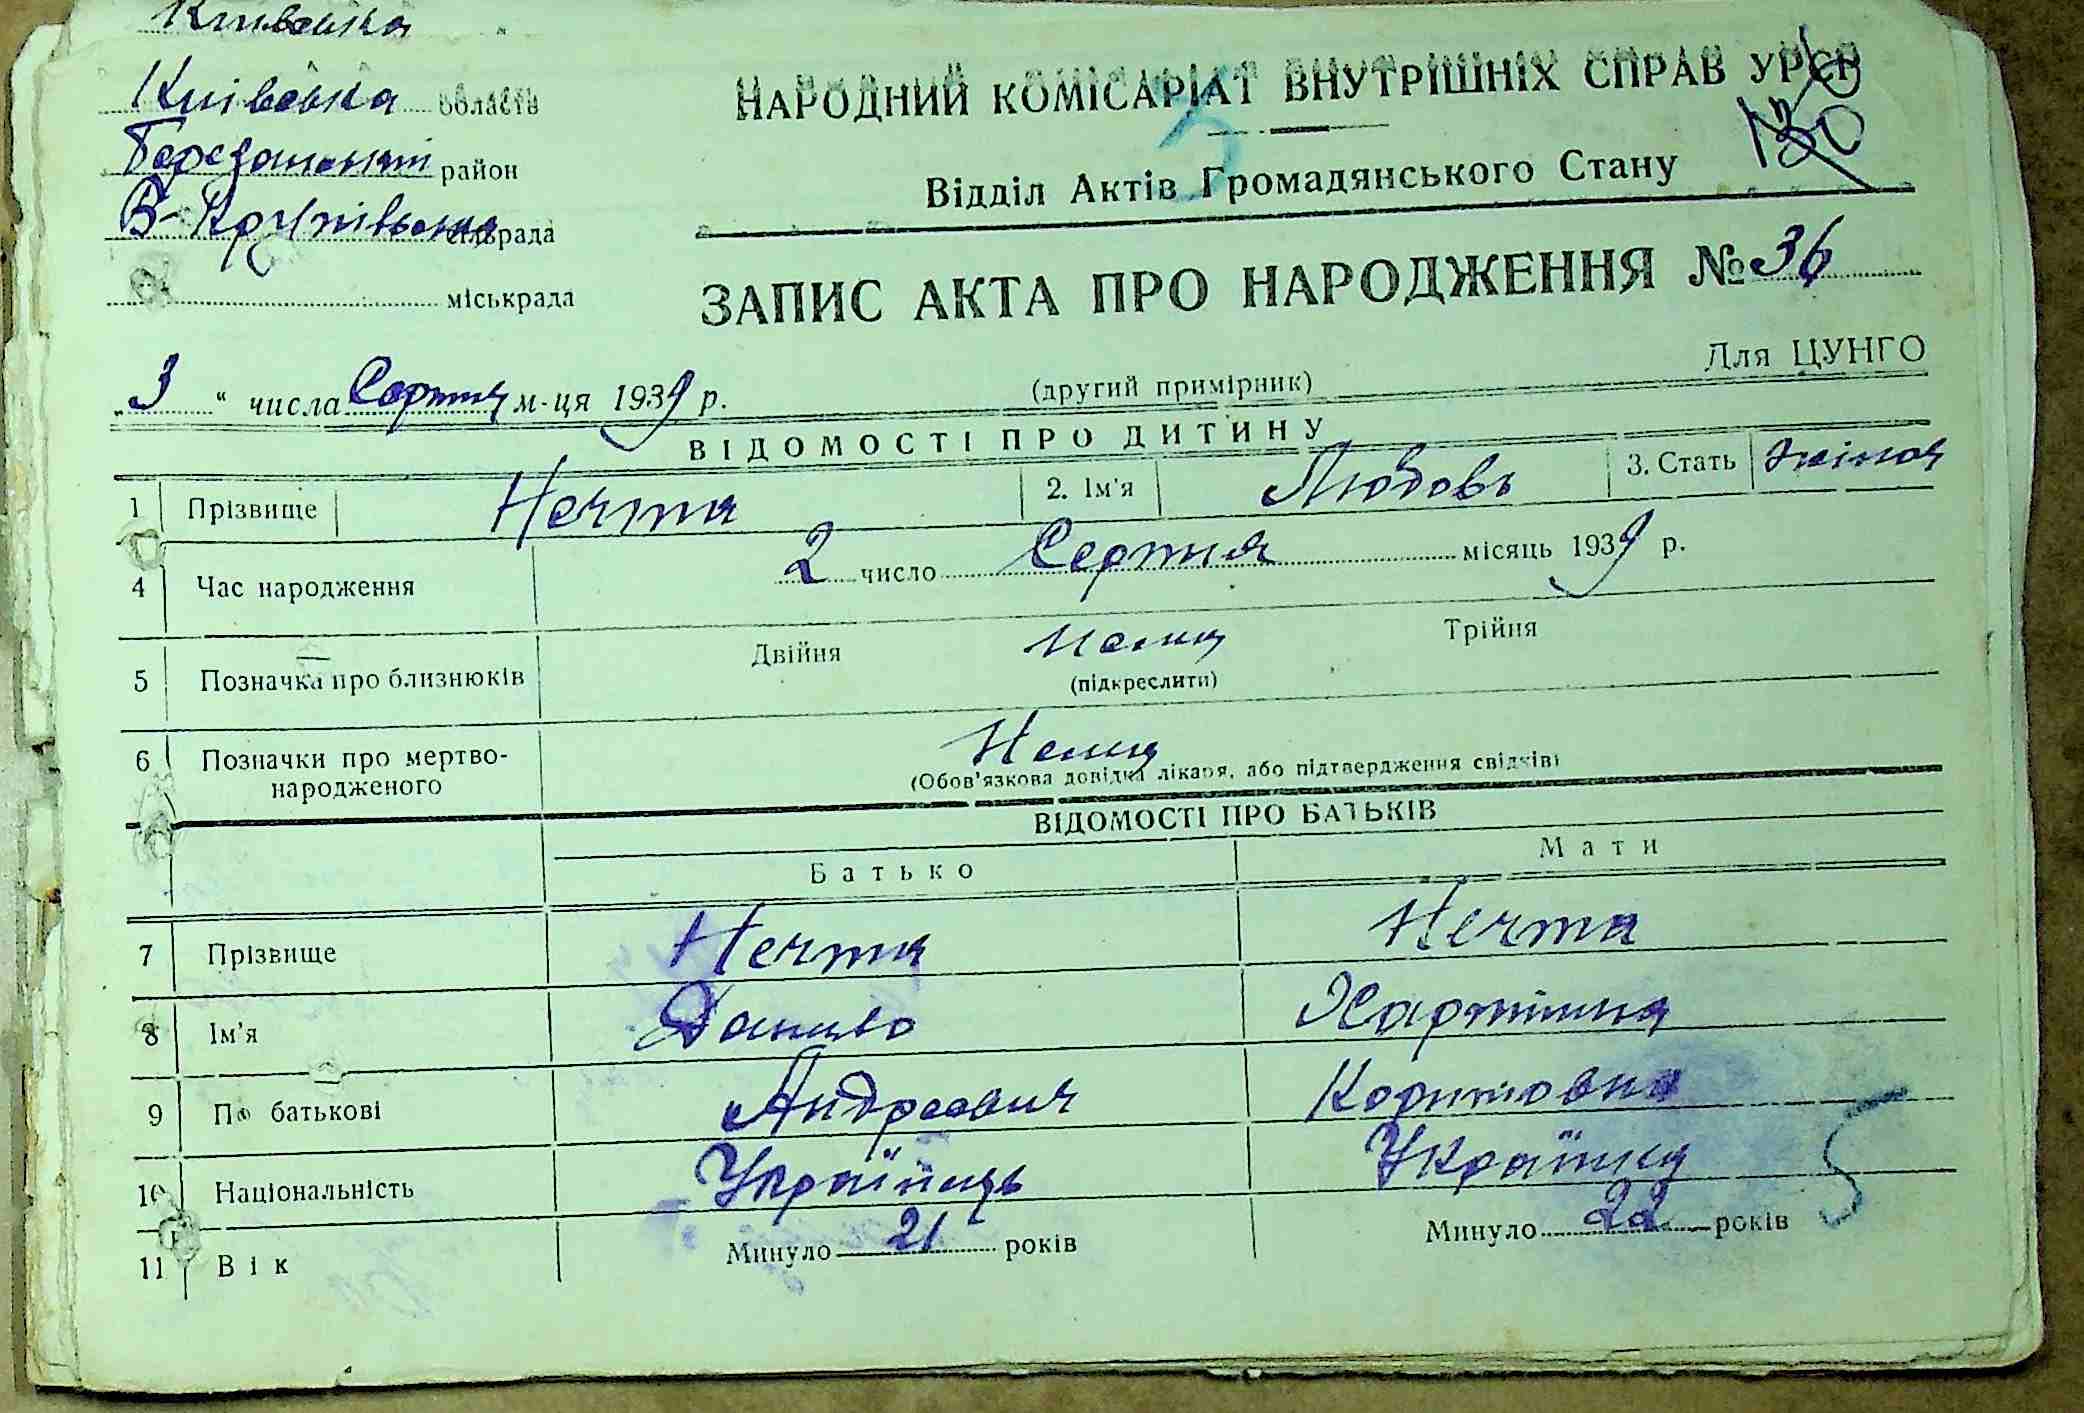 Київська
Київська область
Березанський район
В-Крупівська сільрада
міськрада
НАРОДНИЙ КОМІСАРІАТ ВНУТРІШНІХ СПРАВ УРСР
Відділ Актів Громадянського Стану
ЗАПИС АКТА ПРО НАРОДЖЕННЯ № 36
Для ЦУНГО
„3“ числа Серпня м-ця 1939 р.
(другий примірник)
ВІДОМОСТІ ПРО ДИТИНУ
1 Прізвище Нечта 2. Ім'я Любовь 3. Стать
4 Час народження 2 число Серпня місяць 1939 р.
5 Позначка про близнюків Двійня Нема Трійня
(підкреслити)
6 Позначки про мертво-
народженого Нема
(Обов'язкова довідка лікаря, або підтвердження свідків)
ВІДОМОСТІ ПРО БАТЬКІВ
Батько Мати
7 Прізвище Нечта Нечта
8 Ім'я Данило
9 По батькові Андреевич
10 Національність Українець Українка
11 Вік Минуло 21 років Минуло 22 років